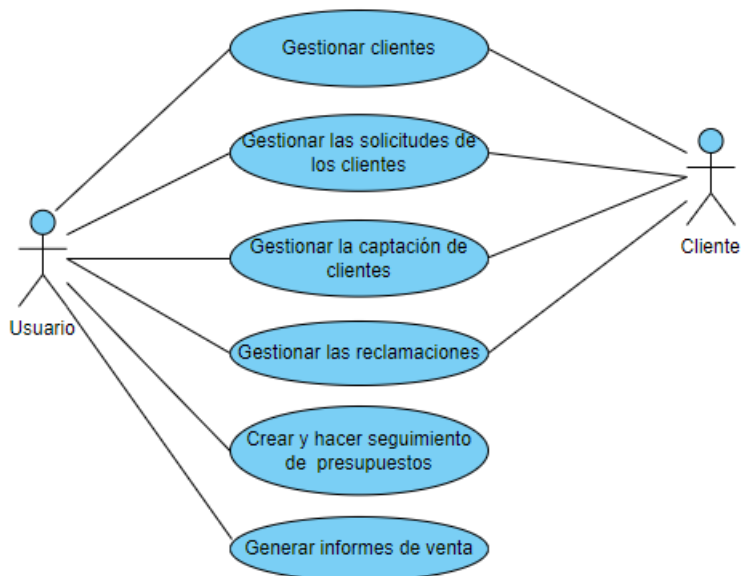 Gestionar clientes
Gestionar las solicitudes de
los clientes
Gestionar la captación de
clientes
Cliente
Usuario
Gestionar las reclamaciones
Crear y hacer seguimiento
de presupuestos
Generar informes de venta